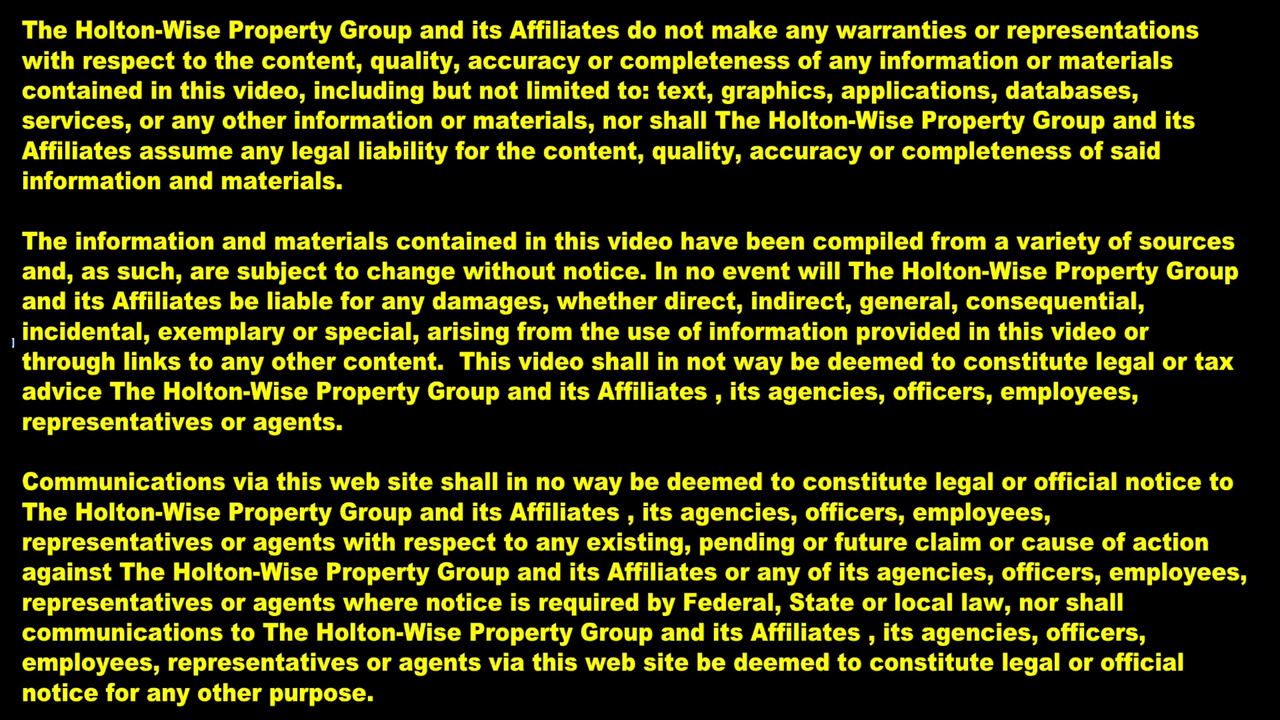 The Holton-Wise Property Group and its Affiliates do not make any warranties or representations
with respect to the content, quality, accuracy or completeness of any information or materials
contained in this video, including but not limited to: text, graphics, applications, databases,
services, or any other information or materials, nor shall The Holton-Wise Property Group and its
Affiliates assume any legal liability for the content, quality, accuracy or completeness of said
information and materials.
The information and materials contained in this video have been compiled from a variety of sources
and, as such, are subject to change without notice. In no event will The Holton-Wise Property Group
and its Affiliates be liable for any damages, whether direct, indirect, general, consequential,
incidental, exemplary or special, arising from the use of information provided in this video or
through links to any other content.  This video shall in not way be deemed to constitute legal or tax
advice The Holton-Wise Property Group and its Affiliates , its agencies, officers, employees,
representatives or agents.
Communications via this web site shall in no way be deemed to constitute legal or official notice to
The Holton-Wise Property Group and its Affiliates , its agencies, officers, employees,
representatives or agents with respect to any existing, pending or future claim or cause of action
against The Holton-Wise Property Group and its Affiliates or any of its agencies, officers, employees,
representatives or agents where notice is required by Federal, State or local law, nor shall
communications to The Holton-Wise Property Group and its Affiliates , its agencies, officers,
employees, representatives or agents via this web site be deemed to constitute legal or official
notice for any other purpose.